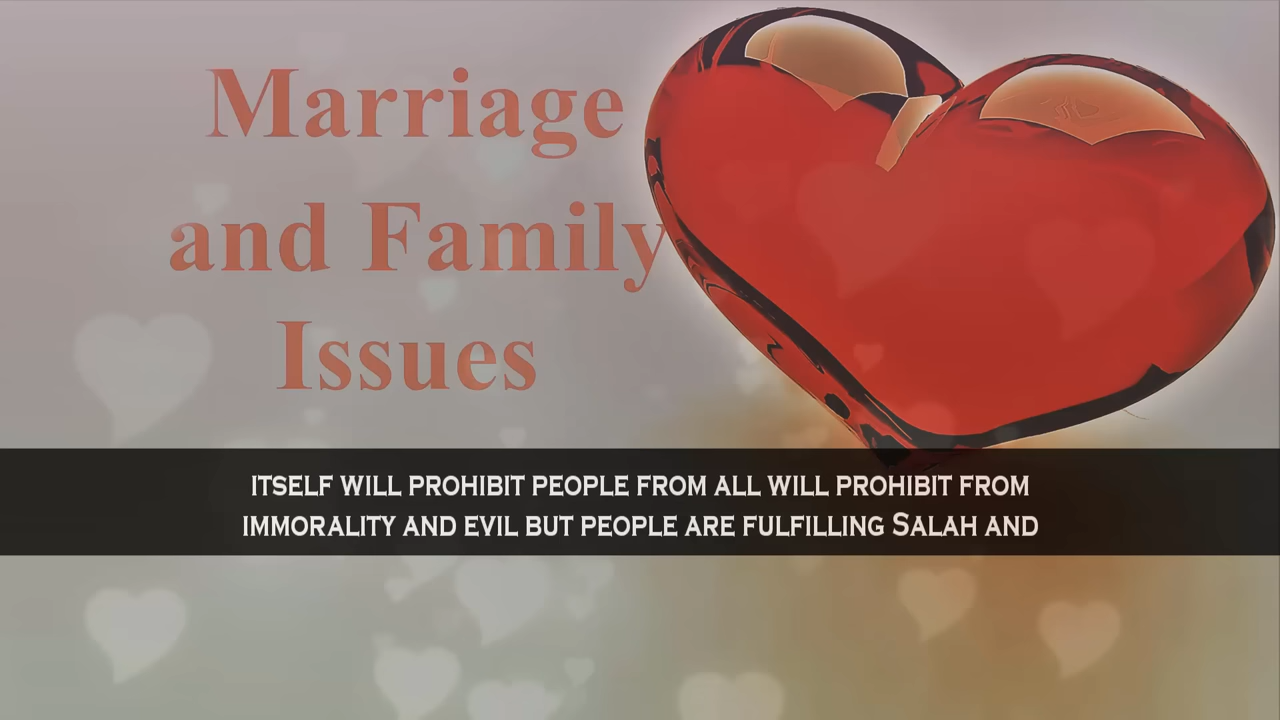 Marriage
and Family
Issues
ITSELF WILL PROHIBIT PEOPLE FROM ALL WILL PROHIBIT FROM
IMMORALITY AND EVIL BUT PEOPLE ARE FULFILLING SALAH AND